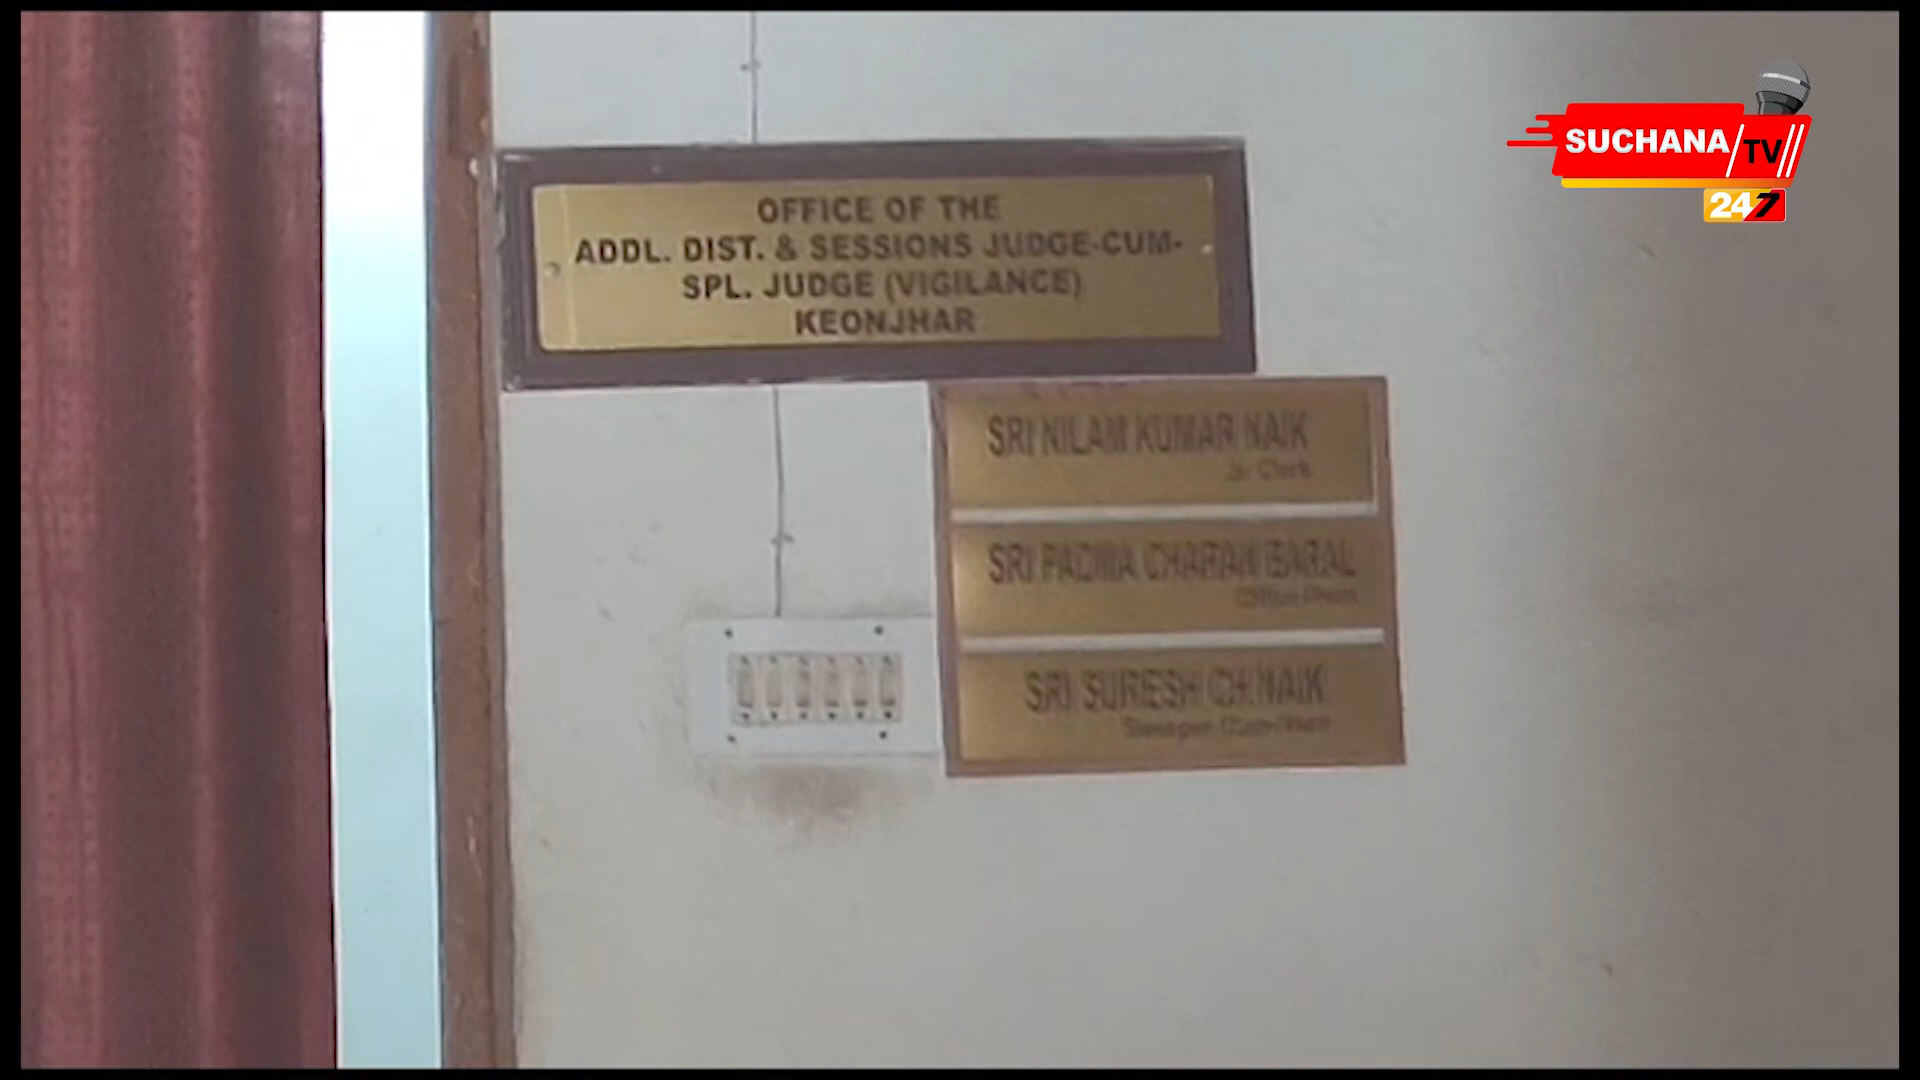 SUCHANA TV
24 7
OFFICE OF THE
ADDL. DIST. & SESSIONS JUDGE-CUM-
SPL. JUDGE (VIGILANCE)
KEONJHAR
SRI NILAM KUMAR NAIK
Jr Clerk
SRI PADMA CHARAN BARAL
SRI SURESH CH.NAIK